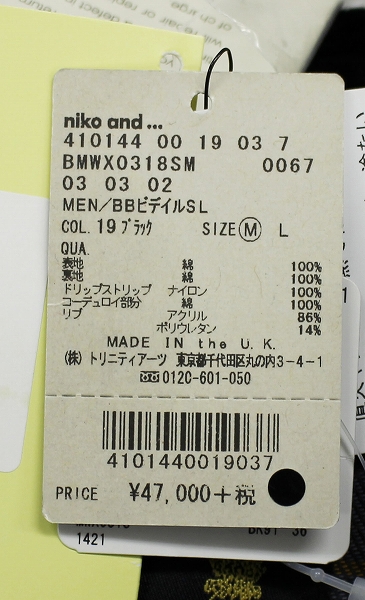 niko and ...
410144 00 19 03 7
BMWX0318SM 0067
03 03 02
MEN/BBビデイルSL
COL. 19 ブラック SIZE Ⓜ L
QUA.
表地 綿 100%
裏地 綿 100%
ドリップストリップ ナイロン 100%
コーデュロイ部分 綿 100%
リブ アクリル 86%
ポリウレタン 14%
MADE IN the U. K.
(株) トリニティアーツ 東京都千代田区丸の内3-4-1
0120-601-050
4101440019037
PRICE ¥47,000+税
1421